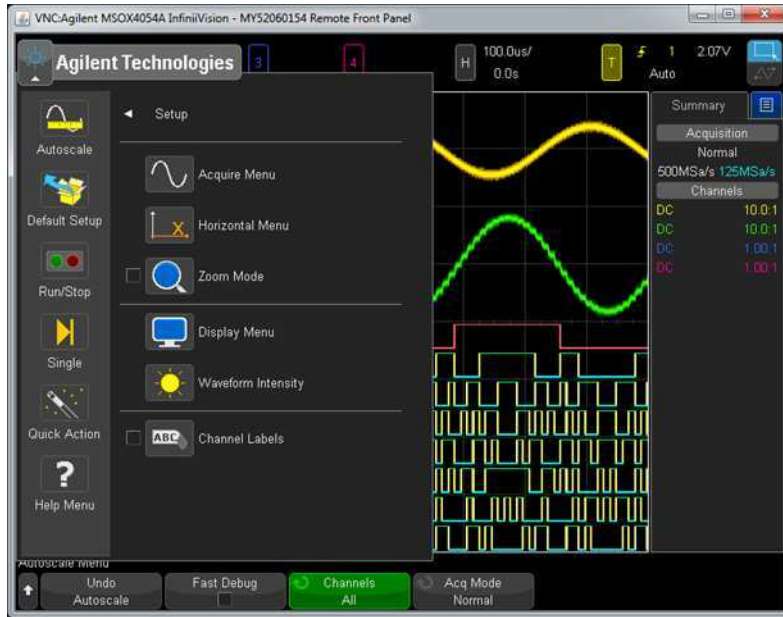 VNC:Agilent MSOX4054A InfiniiVision - MY52060154 Remote Front Panel
Agilent Technologies
3
4
H
100.0us/
0.0s
T
1
2.07V
Auto
Autoscale
Default Setup
Run/Stop
Single
Quick Action
?
Help Menu
Setup
Acquire Menu
X
Horizontal Menu
Zoom Mode
Display Menu
Waveform Intensity
ABC
Channel Labels
Summary
Acquisition
Normal
500MSa/s 125MSa/s
Channels
DC 10.0:1
DC 10.0:1
DC 1.00:1
DC 1.00:1
Autoscale Menu
Undo
Autoscale
Fast Debug
Channels
All
Acq Mode
Normal